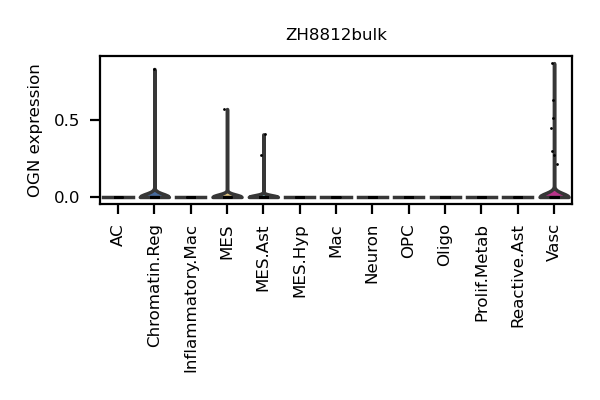 ZH8812bulk
OGN expression
0.5
0.0
AC
Chromatin.Reg
Inflammatory.Mac
MES
MES.Ast
MES.Hyp
Mac
Neuron
OPC
Oligo
Prolif.Metab
Reactive.Ast
Vasc